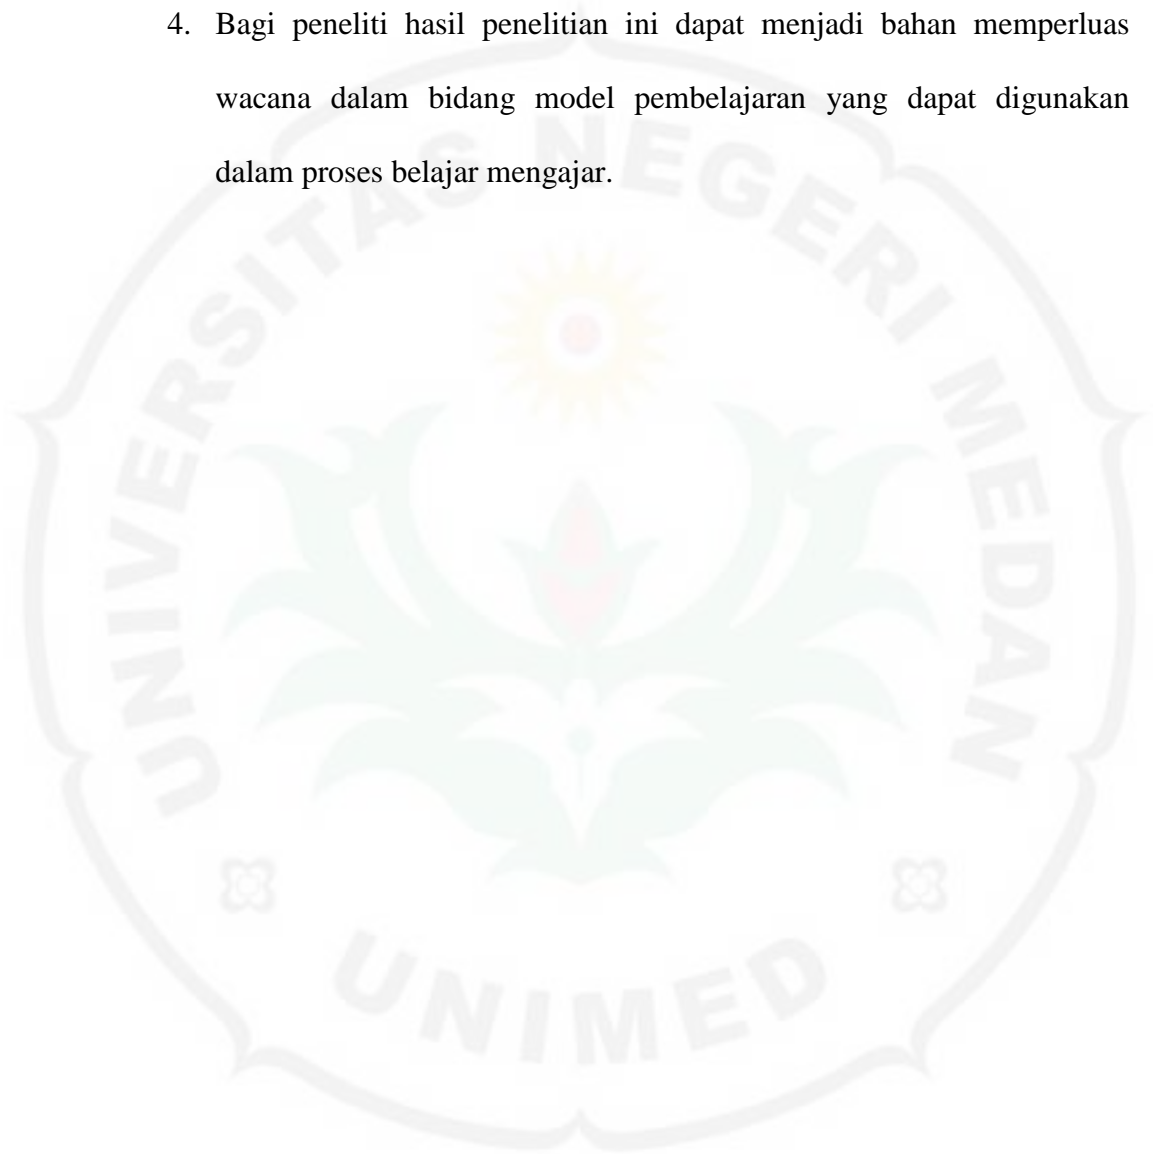 4. Bagi peneliti hasil penelitian ini dapat menjadi bahan memperluas
wacana dalam bidang model pembelajaran yang dapat digunakan
dalam proses belajar mengajar.
UNIVERSITAS NEGERI MEDAN
UNIMED